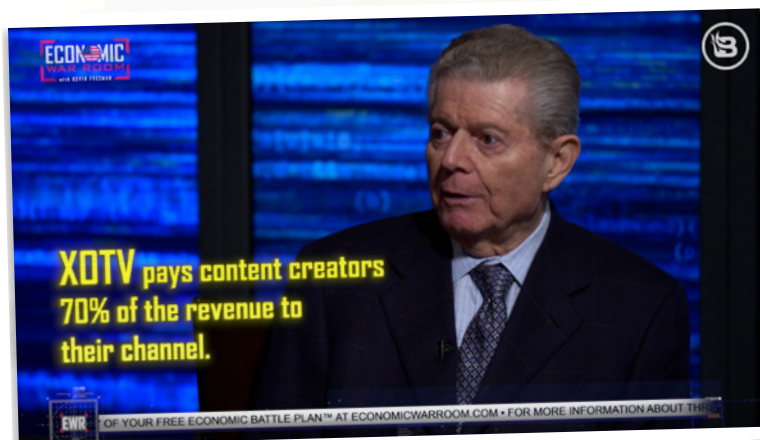 ECONOMIC
WAR ROOM
with KEVIN FREEMAN
B
XOTV pays content creators
70% of the revenue to
their channel.
EWR
OF YOUR FREE ECONOMIC BATTLE PLAN™ AT ECONOMICWARROOM.COM • FOR MORE INFORMATION ABOUT